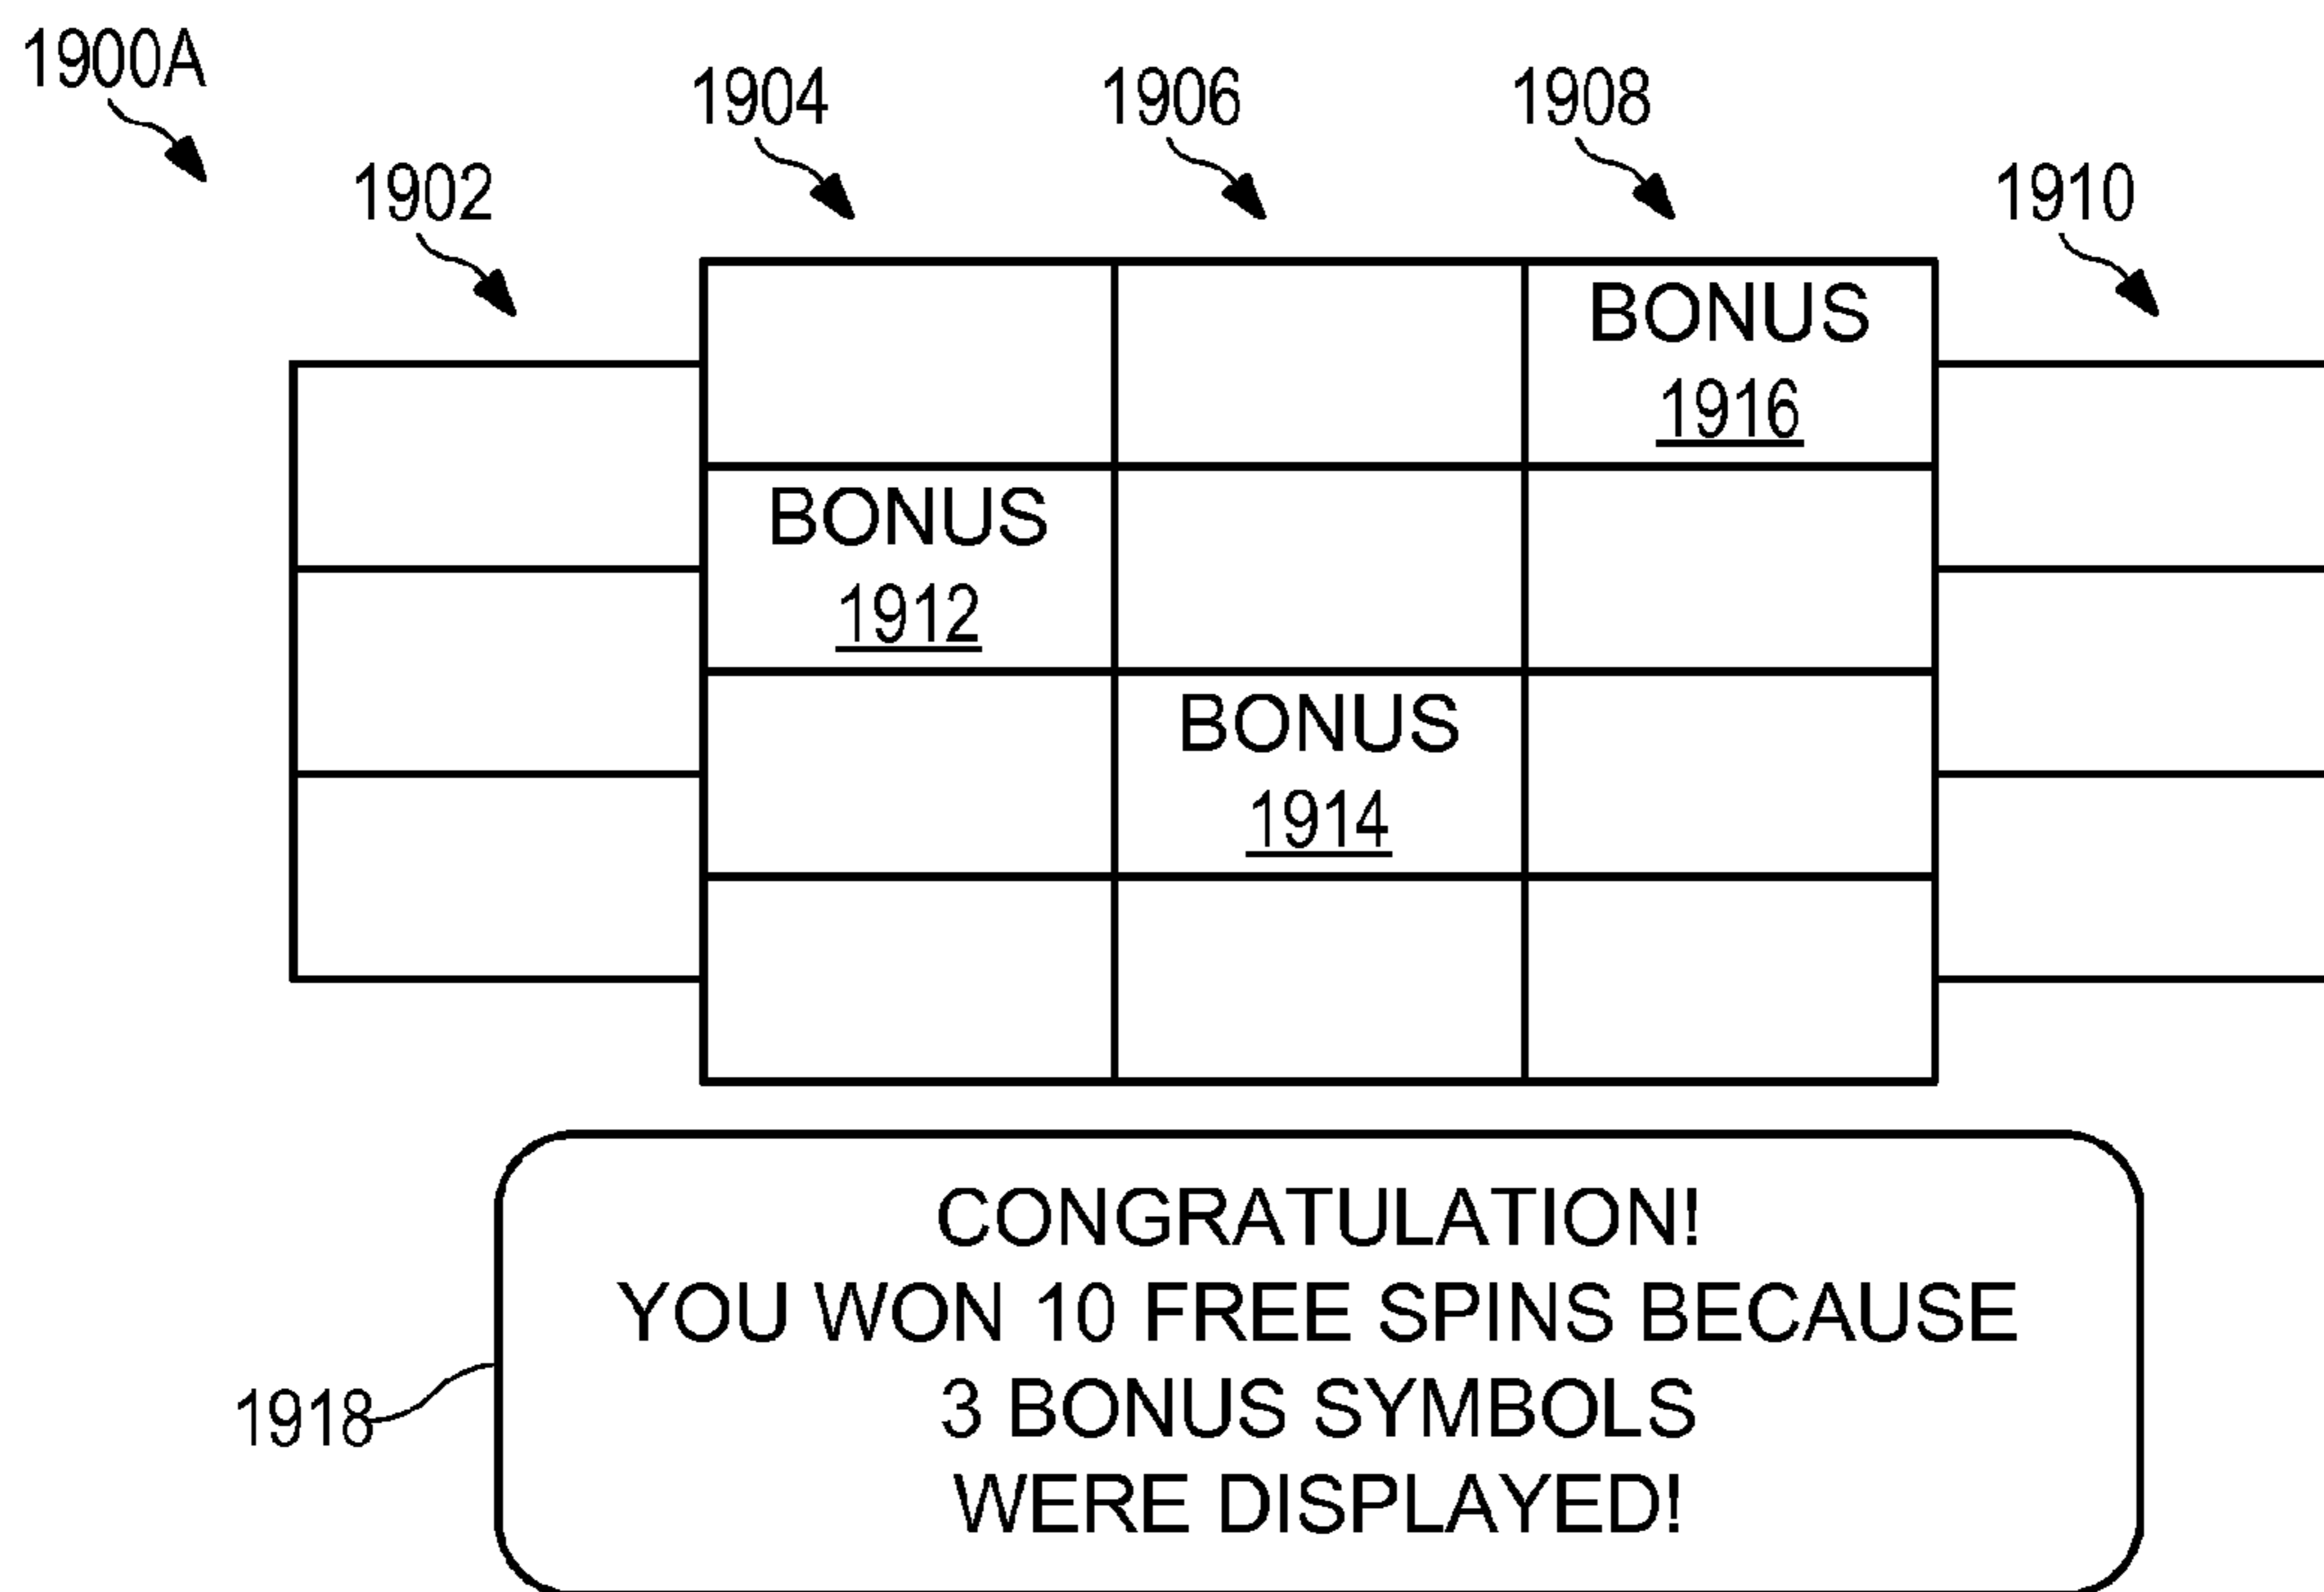 1900A
1902
1904
1906
1908
1910
BONUS
1916
BONUS
1912
BONUS
1914
CONGRATULATION!
YOU WON 10 FREE SPINS BECAUSE
3 BONUS SYMBOLS
WERE DISPLAYED!
1918